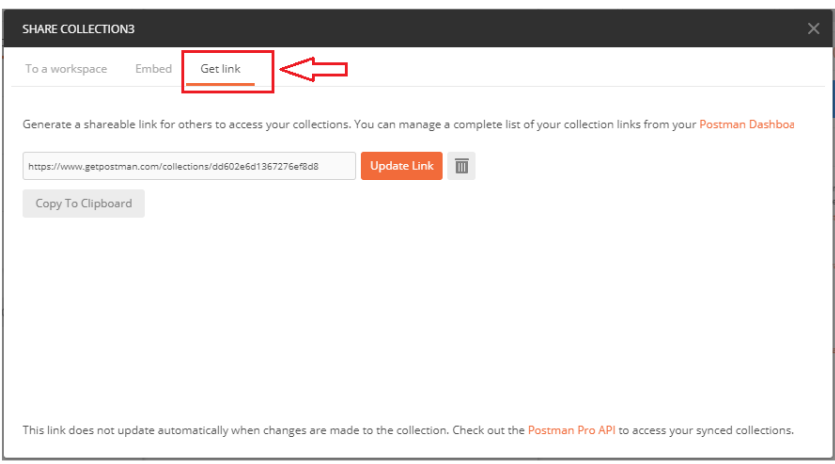 SHARE COLLECTION3
To a workspace Embed Get link
Generate a shareable link for others to access your collections. You can manage a complete list of your collection links from your Postman Dashboa
https://www.getpostman.com/collections/dd602e6d1367276ef8d8 Update Link
Copy To Clipboard
This link does not update automatically when changes are made to the collection. Check out the Postman Pro API to access your synced collections.